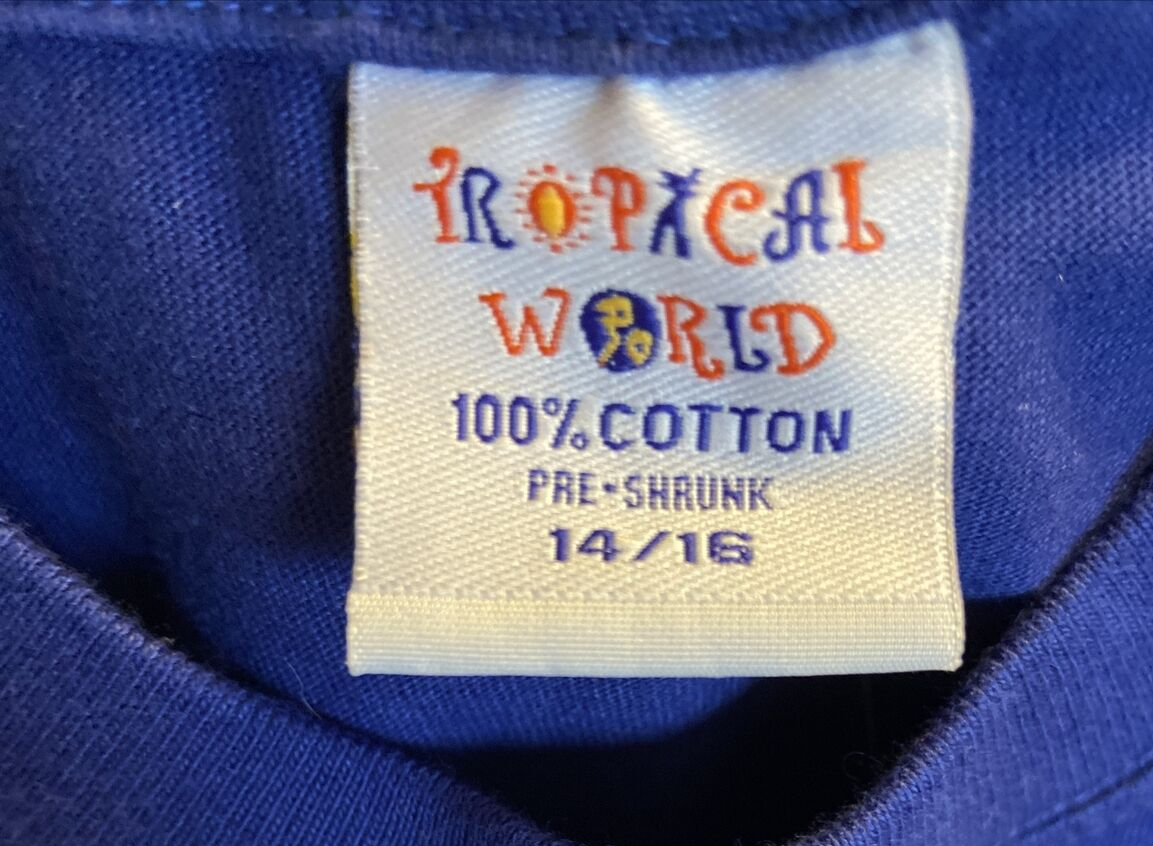 TROPICAL
WORLD
100% COTTON
PRE•SHRUNK
14/16